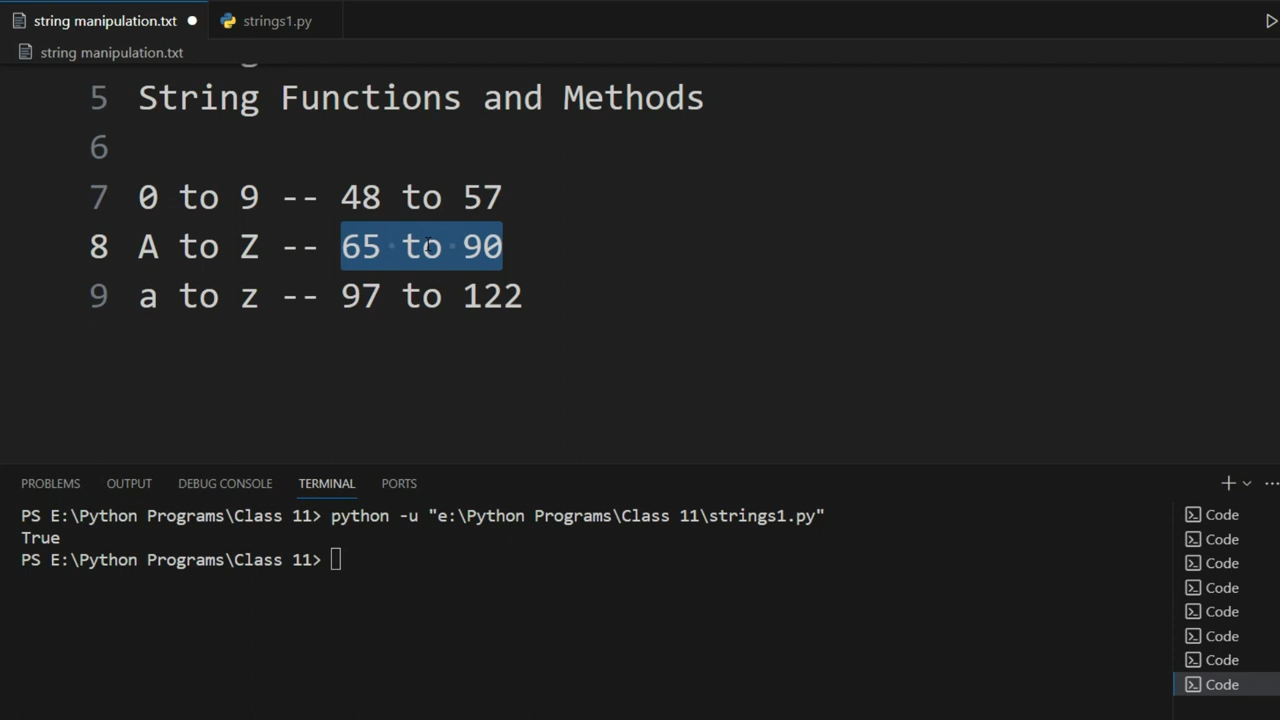 string manipulation.txt
strings1.py
string manipulation.txt
5 String Functions and Methods
6
7 0 to 9 -- 48 to 57
8 A to Z -- 65 to 90
9 a to z -- 97 to 122
PROBLEMS OUTPUT DEBUG CONSOLE TERMINAL PORTS
PS E:\Python Programs\Class 11> python -u "e:\Python Programs\Class 11\strings1.py"
True
PS E:\Python Programs\Class 11>
Code
Code
Code
Code
Code
Code
Code
Code